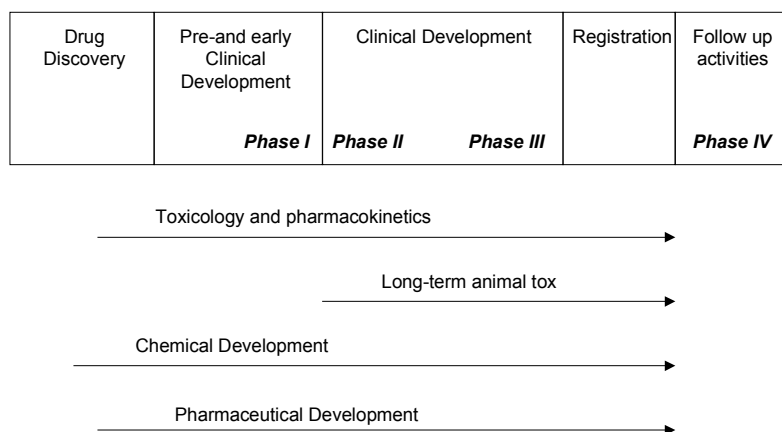 Drug
Discovery
Pre-and early
Clinical
Development
Phase I
Clinical Development
Phase II
Phase III
Registration
Follow up
activities
Phase IV
Toxicology and pharmacokinetics
Long-term animal tox
Chemical Development
Pharmaceutical Development